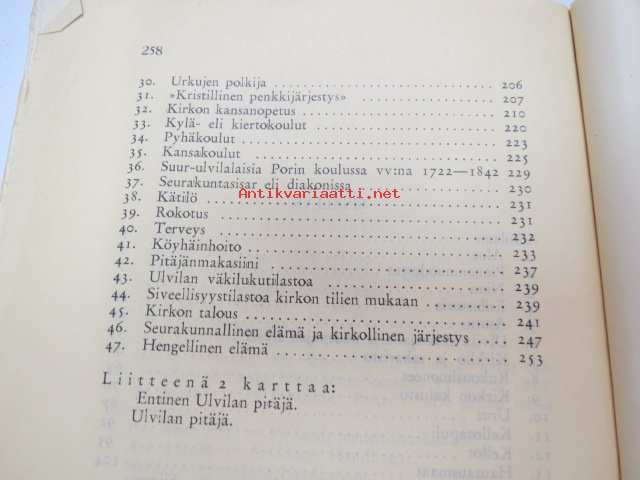 258
30. Urkujen polkija 206
31. »Kristillinen penkkijärjestys» 207
32. Kirkon kansanopetus 210
33. Kylä- eli kiertokoulut 220
34. Pyhäkoulut 223
35. Kansakoulut 225
36. Suur-ulvilalaisia Porin koulussa vv:na 1722—1842 229
37. Seurakuntasisar eli diakonissa 230
Antikvariaatti.net
38. Kätilö 231
39. Rokotus 231
40. Terveys 232
41. Köyhäinhoito 233
42. Pitäjänmakasiini 237
43. Ulvilan väkilukutilastoa 239
44. Siveellisyystilastoa kirkon tilien mukaan 239
45. Kirkon talous 241
46. Seurakunnallinen elämä ja kirkollinen järjestys 247
47. Hengellinen elämä 253
Liitteenä 2 karttaa:
Entinen Ulvilan pitäjä.
Ulvilan pitäjä.